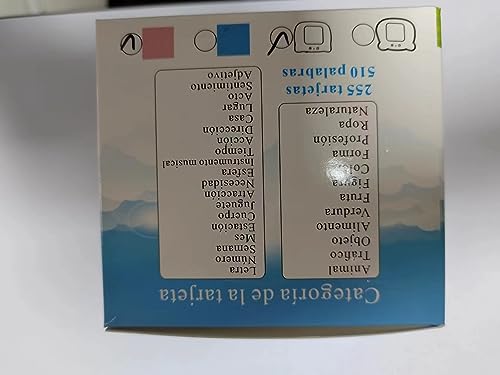 Categoría de la tarjeta
Animal
Tráfico
Objeto
Alimento
Verdura
Fruta
Figura
Color
Forma
Profesión
Ropa
Naturaleza
255 tarjetas
510 palabras
Letra
Número
Semana
Mes
Estación
Cuerpo
Juguete
Atracción
Necesidad
Esfera
Instrumento musical
Tiempo
Acción
Dirección
Casa
Lugar
Acto
Sentimiento
Adjetivo